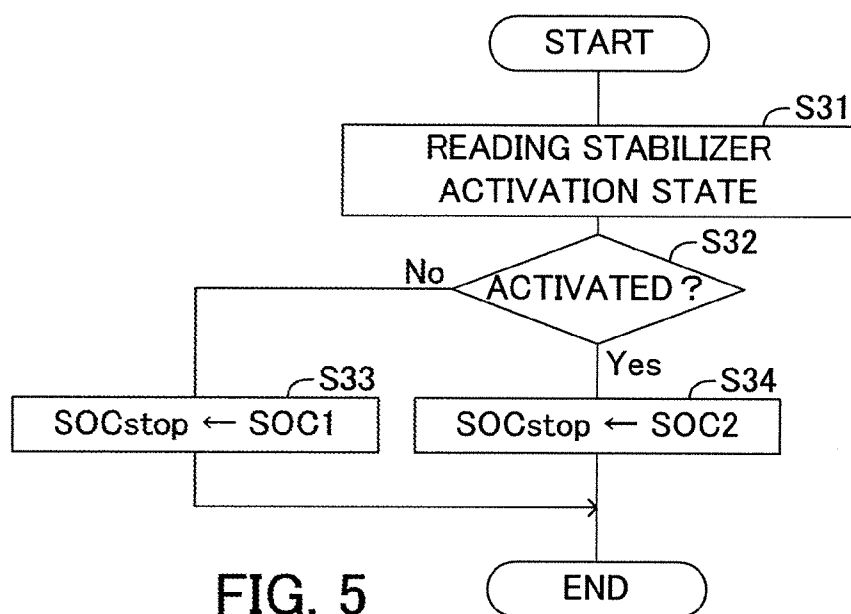 START
S31
READING STABILIZER
ACTIVATION STATE
S32
ACTIVATED?
No
Yes
S33
SOCstop ← SOC1
S34
SOCstop ← SOC2
END
FIG. 5